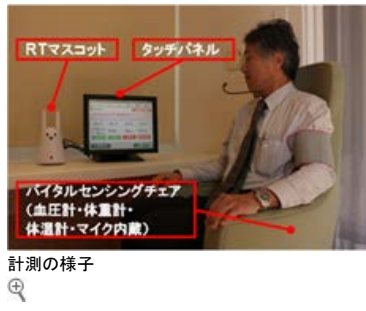 RTマスコット
タッチパネル
バイタルセンシングチェア
(血圧計・体重計・
体温計・マイク内蔵)
計測の様子